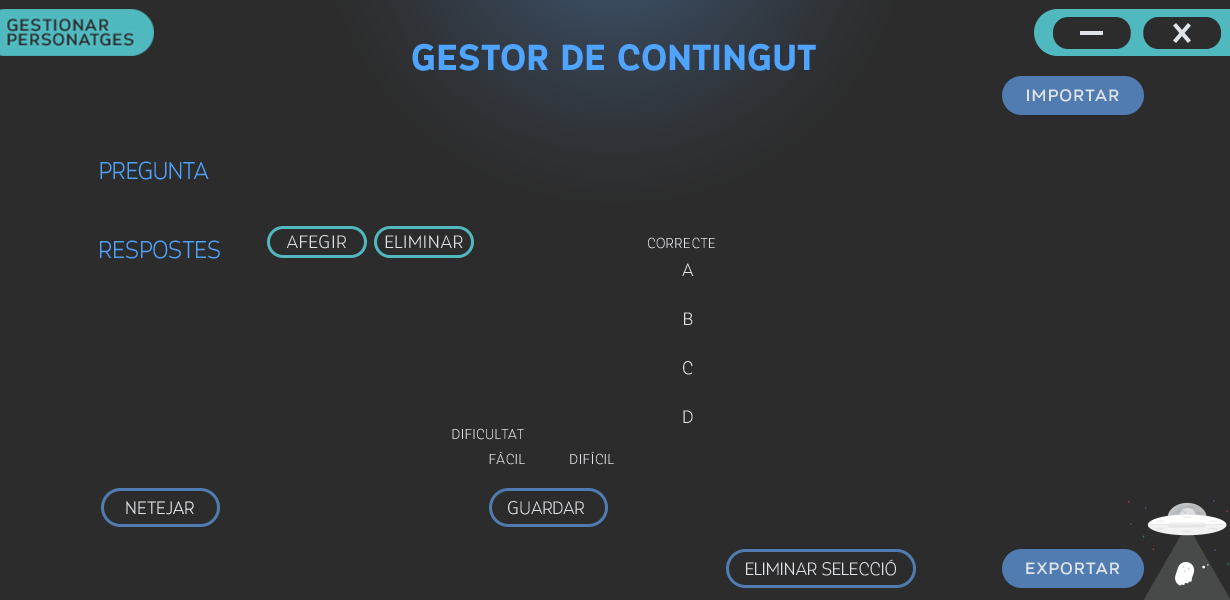 GESTIONAR
PERSONATGES
GESTOR DE CONTINGUT
IMPORTAR
PREGUNTA
RESPOSTES
AFEGIR
ELIMINAR
CORRECTE
A
B
C
D
DIFICULTAT
FÀCIL
DIFÍCIL
NETEJAR
GUARDAR
ELIMINAR SELECCIÓ
EXPORTAR